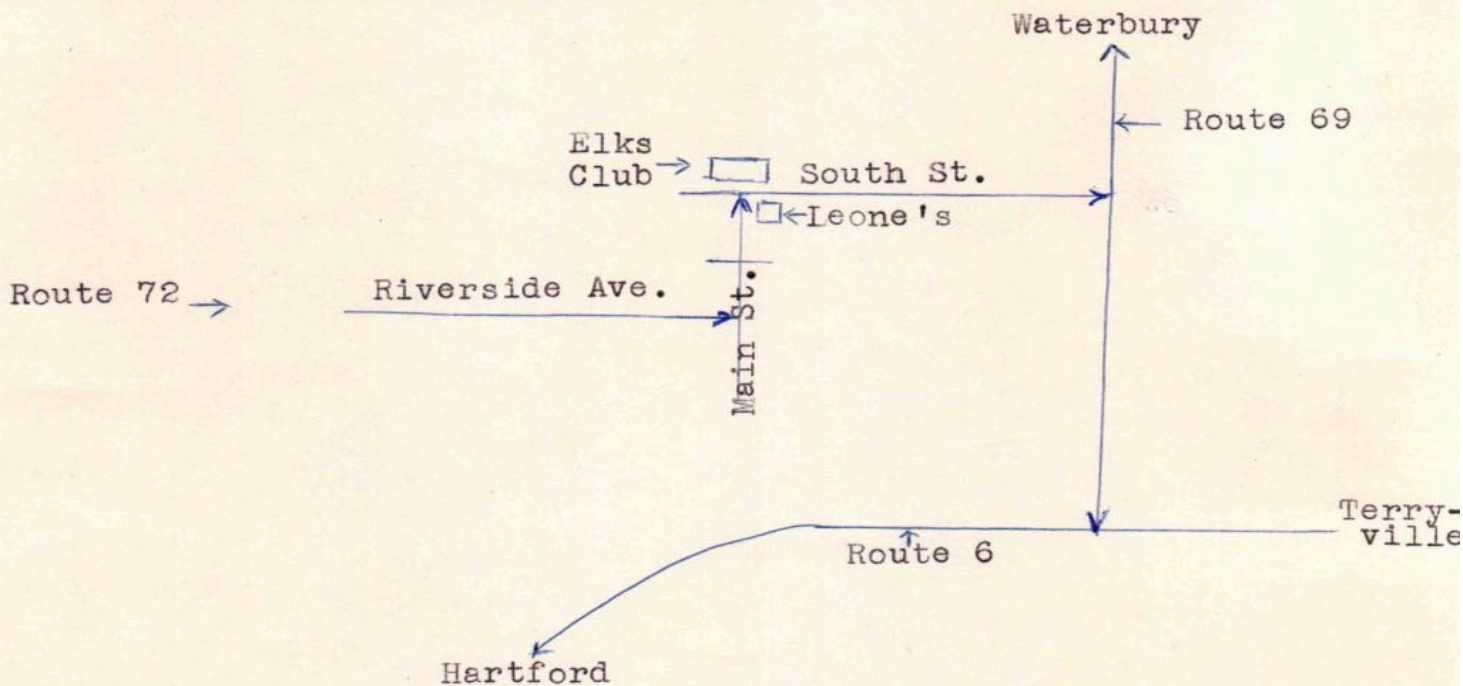 Waterbury
Route 69
Elks
Club
South St.
Leone's
Route 72
Riverside Ave.
Main St.
Terry-
ville
Route 6
Hartford